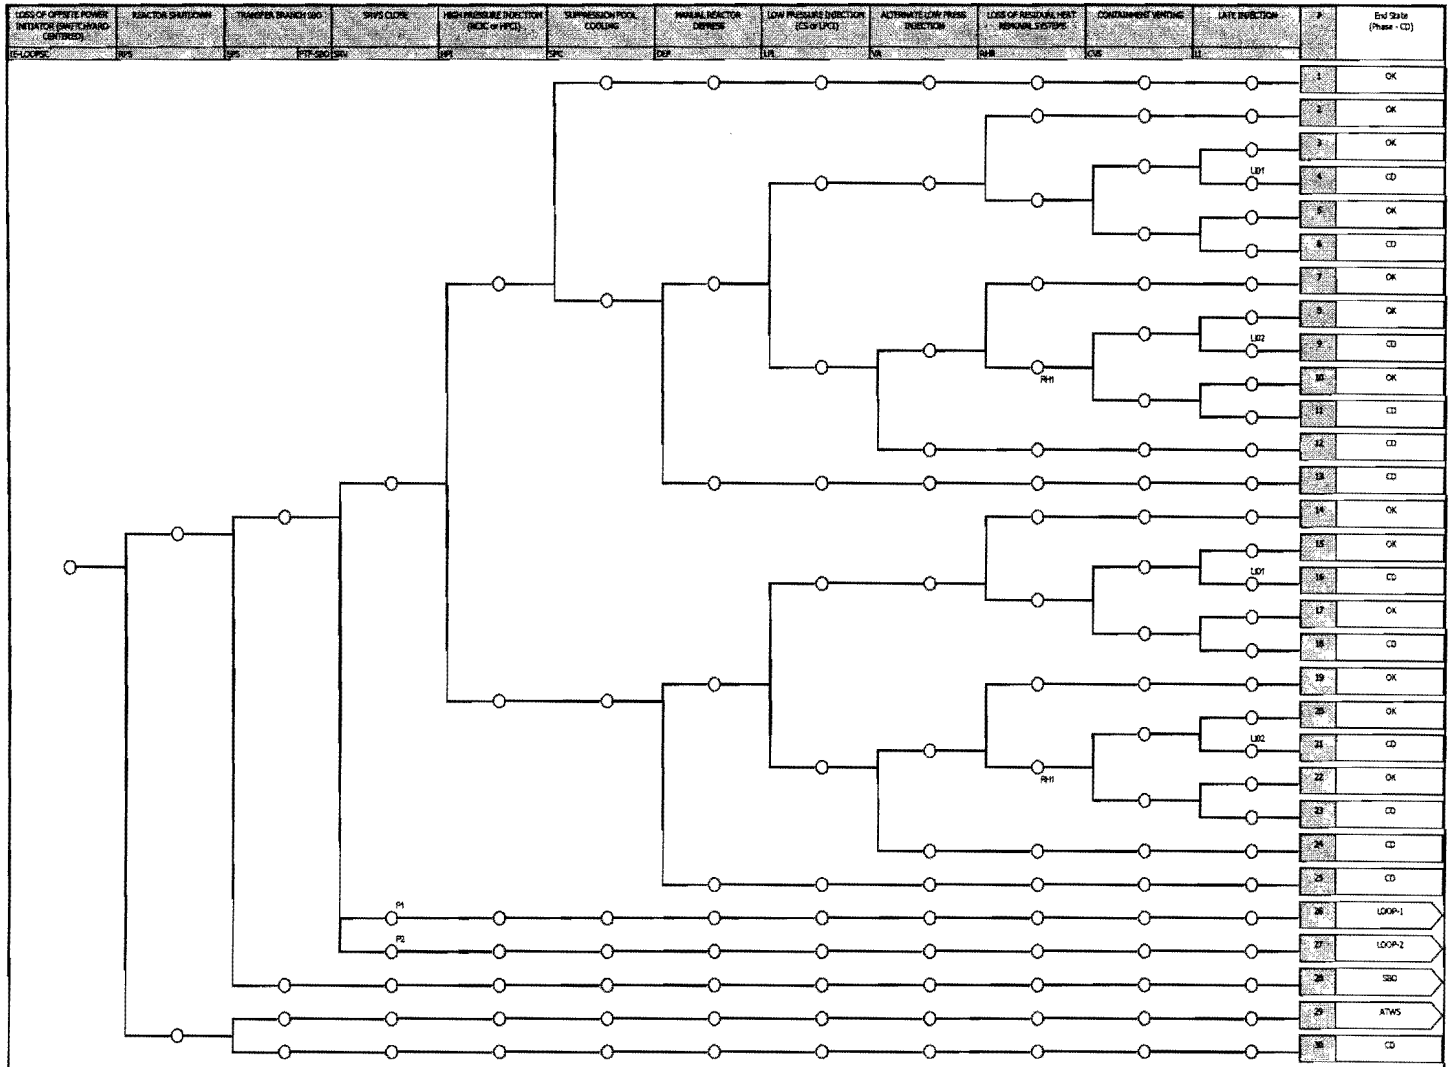 LOSS OF OFFSITE POWER
INITIATOR (SWITCHYARD-
CENTERED)
REACTOR SHUTDOWN
TRANSFER BRANCH SBO
SRVS CLOSE
HIGH PRESSURE INJECTION
(RCIC or HPCI)
SUPPRESSION POOL
COOLING
MANUAL REACTOR
DEPRESS
LOW PRESSURE INJECTION
(CS or LPCI)
ALTERNATE LOW PRESS
INJECTION
LOSS OF RESIDUAL HEAT
REMOVAL SYSTEMS
CONTAINMENT VENTING
LATE INJECTION
#
End State
(Phase - CD)
IE-LOOPSC
RPS
EPS
FTF-SBO
SRV
HPI
SPC
DEP
LPI
VA
RHR
CVS
LI
1 OK
2 OK
3 OK
LI01
4 CD
5 OK
6 CD
7 OK
8 OK
LI02
9 CD
RH1
10 OK
11 CD
12 CD
13 CD
14 OK
15 OK
LI01
16 CD
17 OK
18 CD
19 OK
20 OK
LI02
21 CD
RH1
22 OK
23 CD
24 CD
25 CD
P1
26 LOOP-1
P2
27 LOOP-2
28 SBO
29 ATWS
30 CD